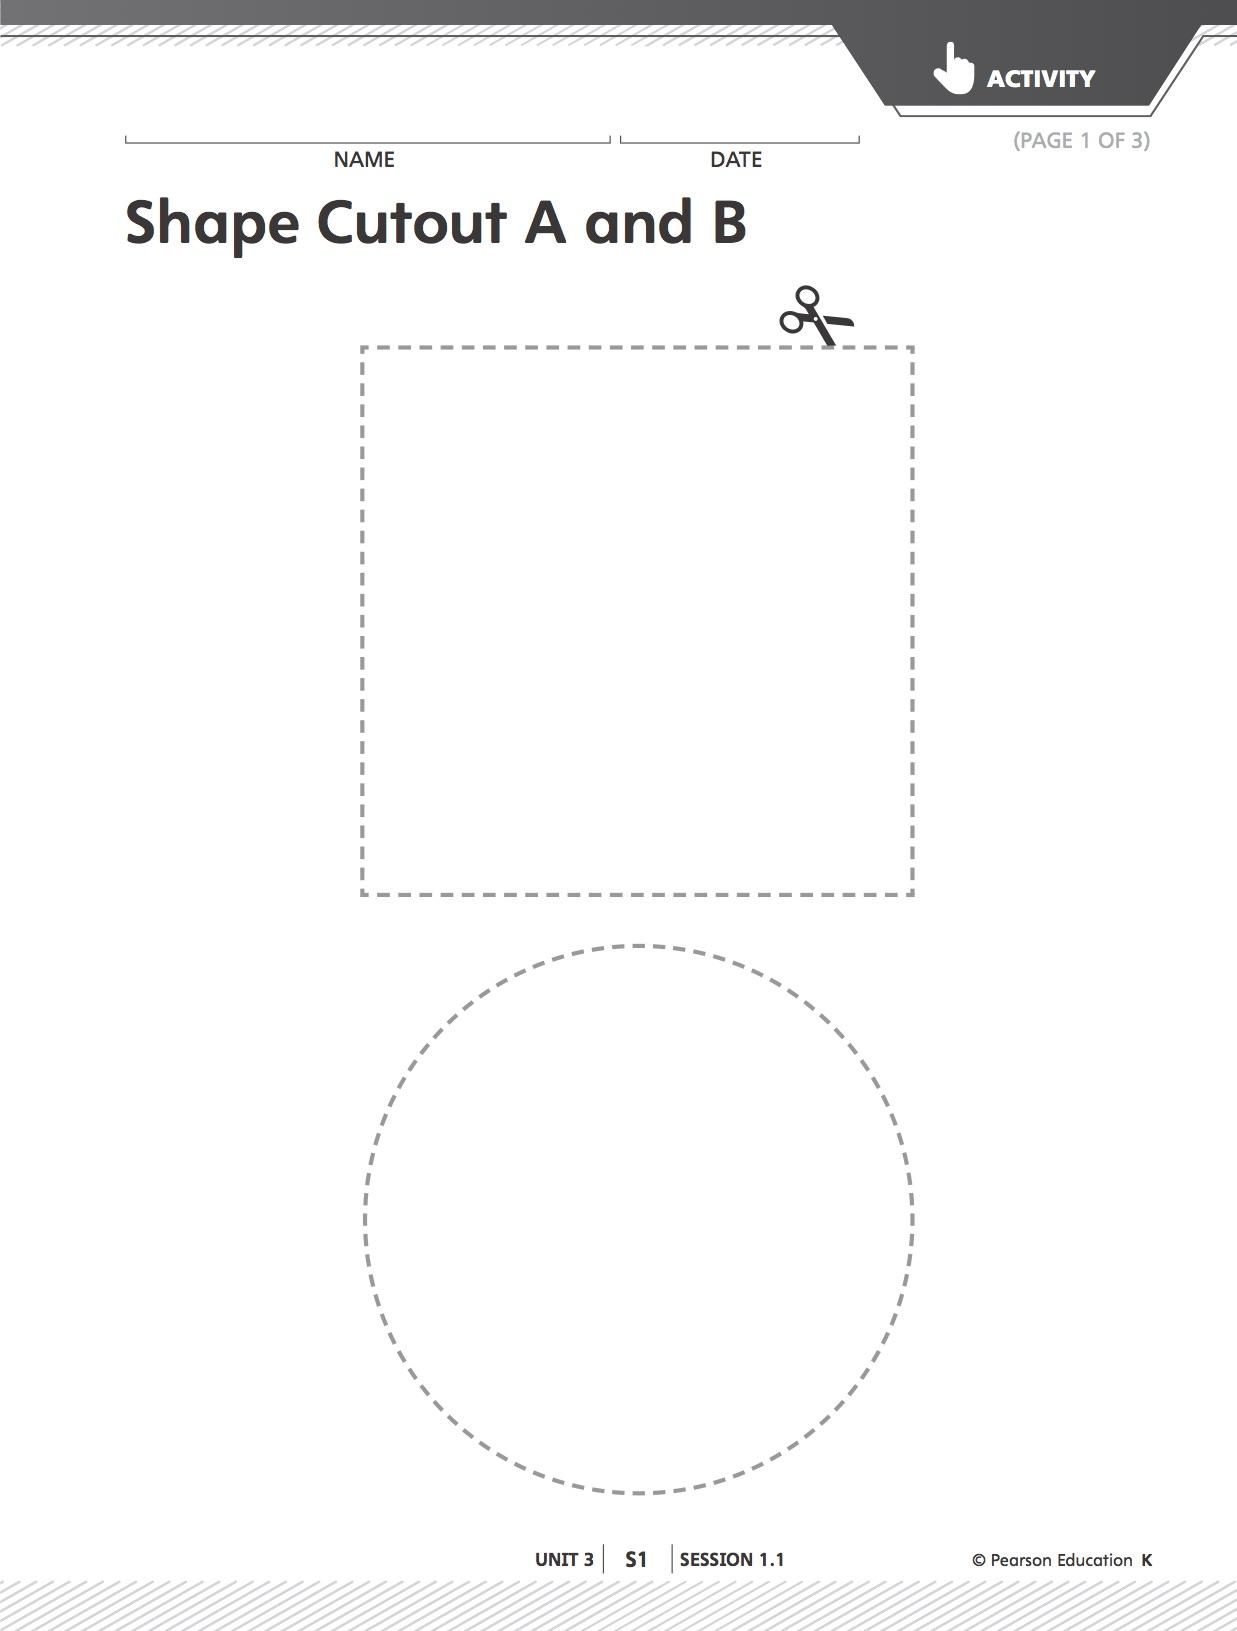 ACTIVITY
(PAGE 1 OF 3)
NAME DATE
Shape Cutout A and B
UNIT 3 S1 SESSION 1.1 © Pearson Education K